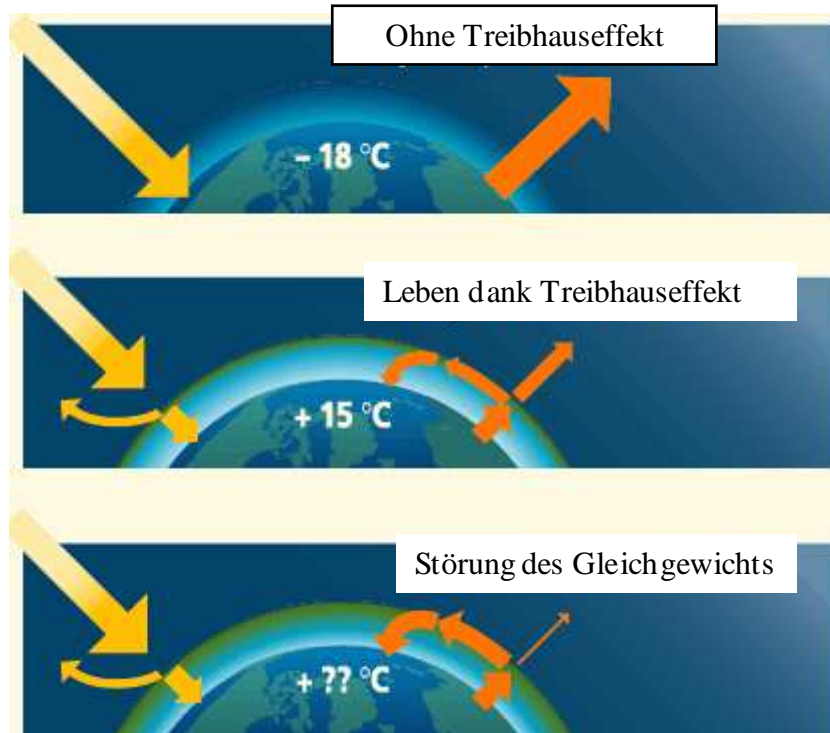 Ohne Treibhauseffekt
– 18 °C
Leben dank Treibhauseffekt
+ 15 °C
Störung des Gleichgewichts
+ ?? °C